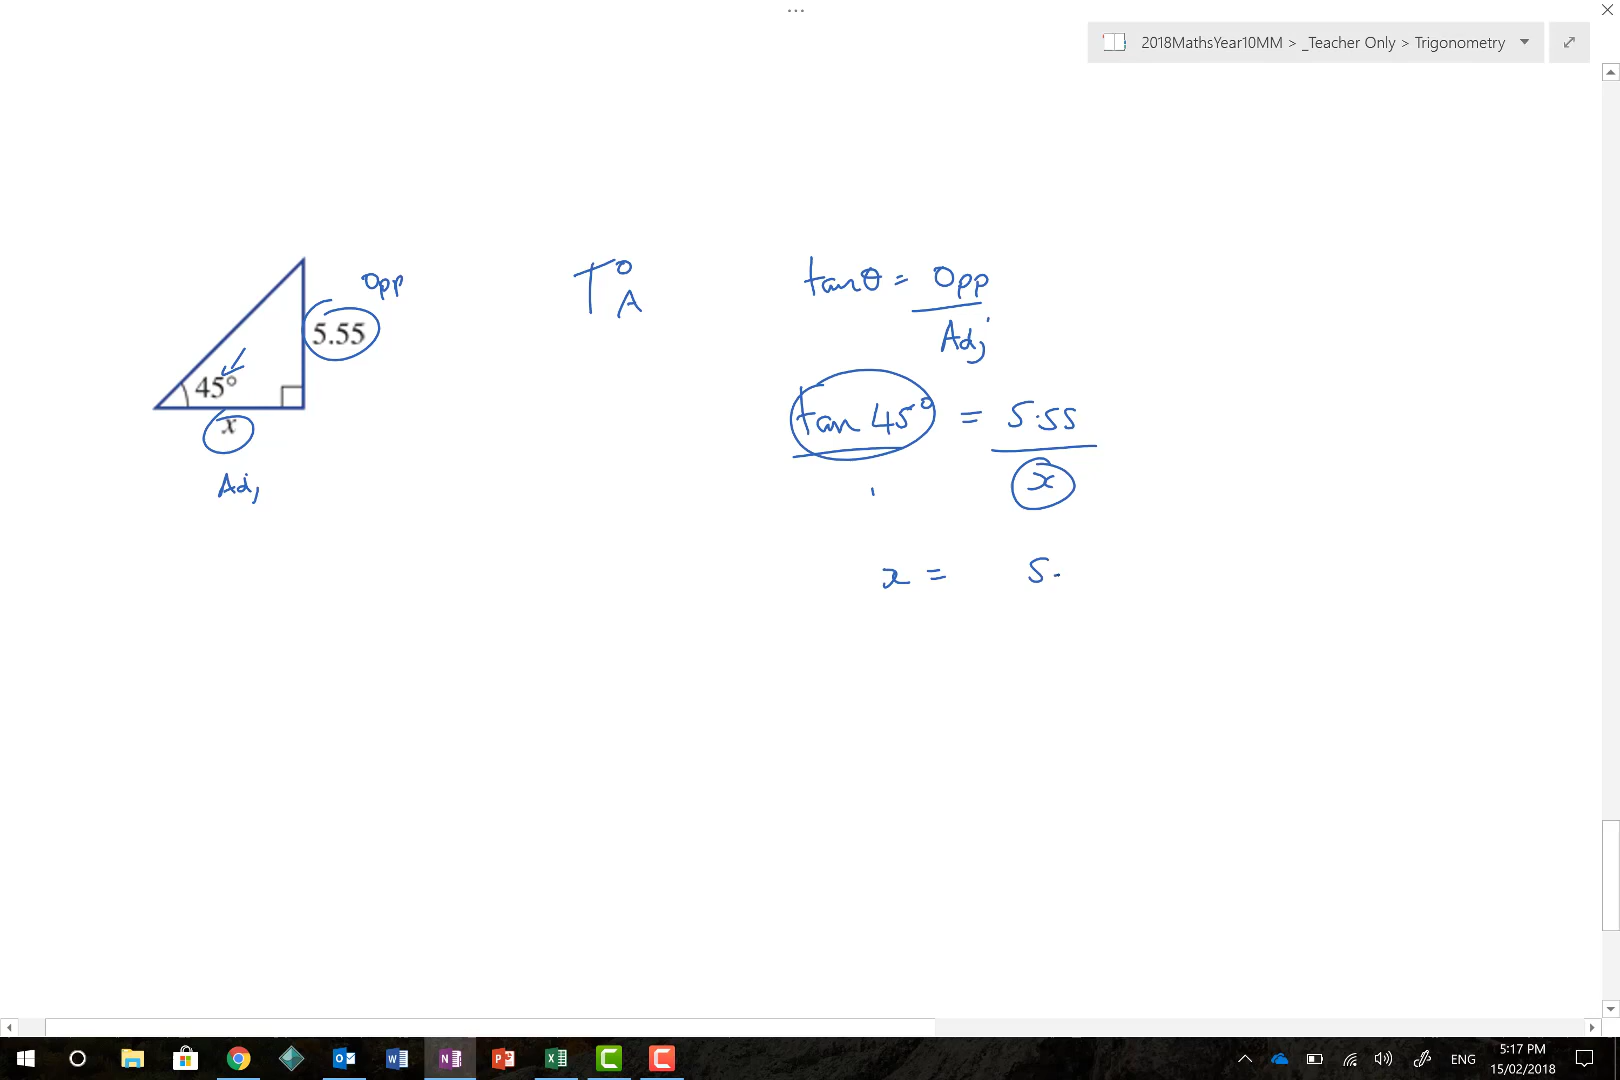 ...
2018MathsYear10MM > _Teacher Only > Trigonometry
Opp
5.55
45°
x
Adj
T O
A
tanθ = Opp
Adj
tan 45° = 5.55
x
x = 5.
ENG
5:17 PM
15/02/2018